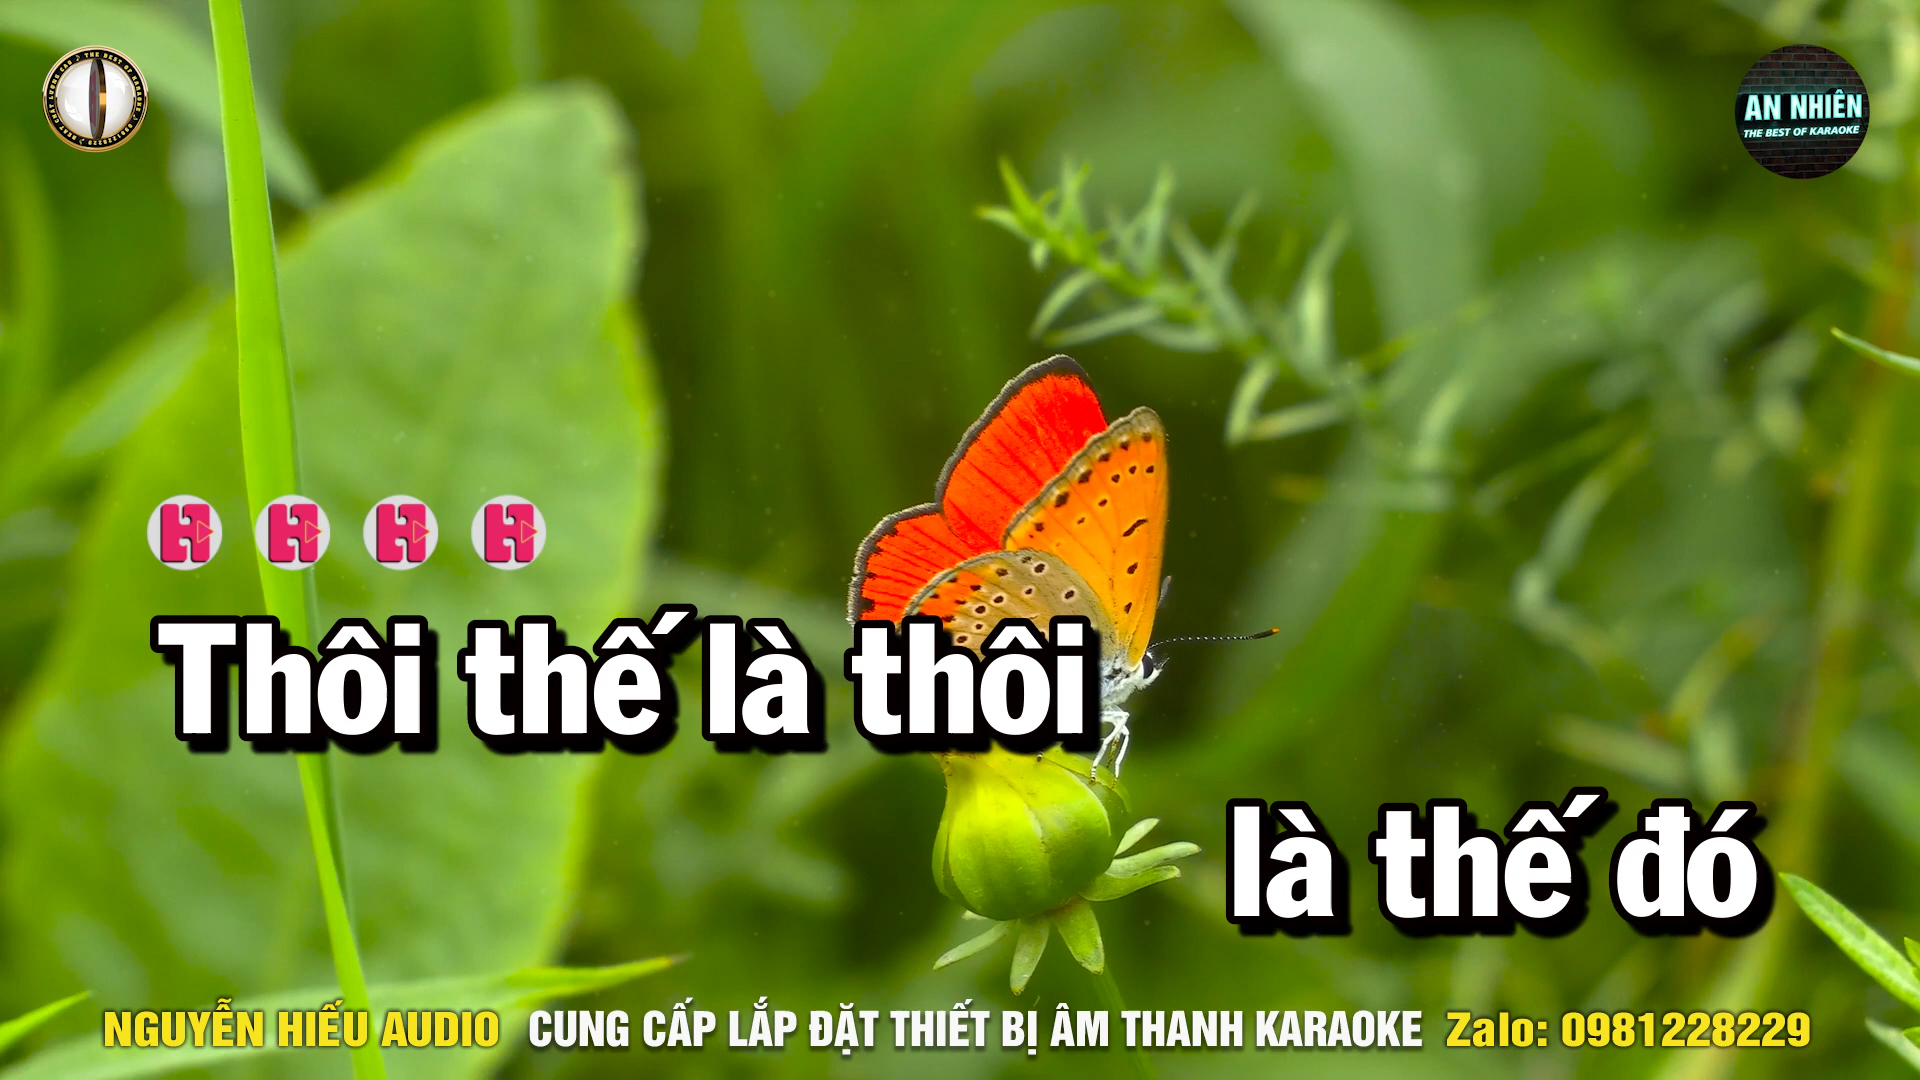 AN NHIÊN
THE BEST OF KARAOKE
Thôi thế là thôi
là thế đó
NGUYỄN HIẾU AUDIO CUNG CẤP LẮP ĐẶT THIẾT BỊ ÂM THANH KARAOKE Zalo: 0981228229